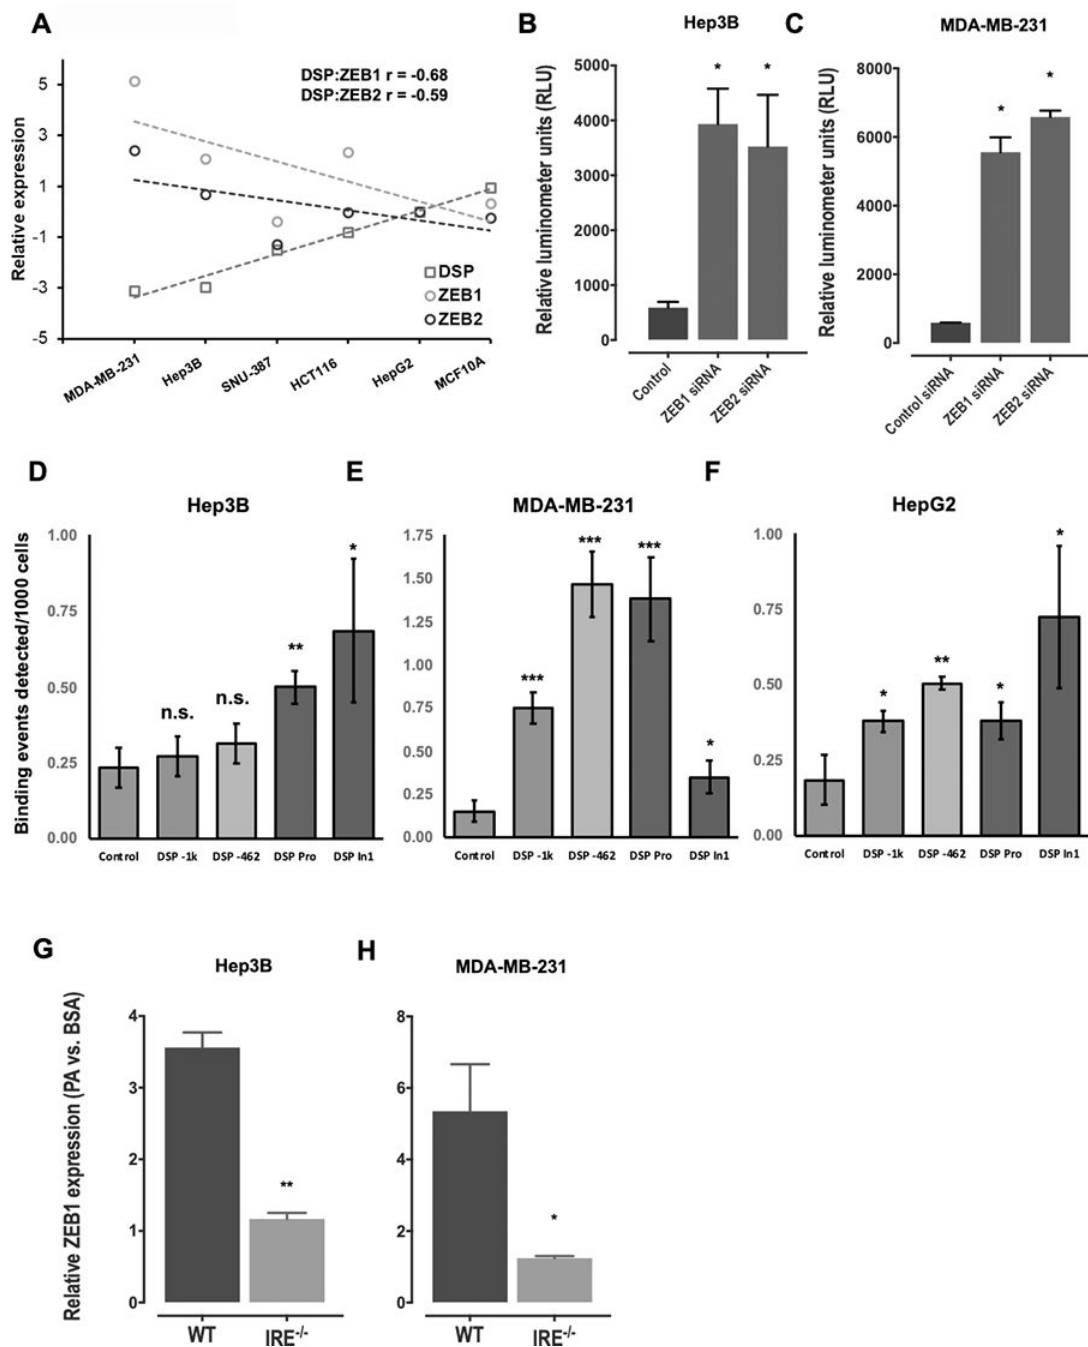 A
DSP:ZEB1 r = -0.68
DSP:ZEB2 r = -0.59
Relative expression
5
3
1
-1
-3
-5
DSP
ZEB1
ZEB2
MDA-MB-231
Hep3B
SNU-387
HCT116
HepG2
MCF10A
B
Hep3B
Relative luminometer units (RLU)
5000
4000
3000
2000
1000
0
*
*
Control
ZEB1 siRNA
ZEB2 siRNA
C
MDA-MB-231
Relative luminometer units (RLU)
8000
6000
4000
2000
0
*
*
Control siRNA
ZEB1 siRNA
ZEB2 siRNA
D
Hep3B
Binding events detected/1000 cells
1.00
0.75
0.50
0.25
0.00
n.s.
n.s.
**
*
Control
DSP -1k
DSP -462
DSP Pro
DSP In1
E
MDA-MB-231
1.75
1.50
1.25
1.00
0.75
0.50
0.25
0.00
***
***
***
*
Control
DSP -1k
DSP -462
DSP Pro
DSP In1
F
HepG2
1.00
0.75
0.50
0.25
0.00
*
**
*
*
Control
DSP -1k
DSP -462
DSP Pro
DSP In1
G
Hep3B
Relative ZEB1 expression (PA vs. BSA)
4
3
2
1
0
**
WT
IRE-/-
H
MDA-MB-231
8
6
4
2
0
*
WT
IRE-/-